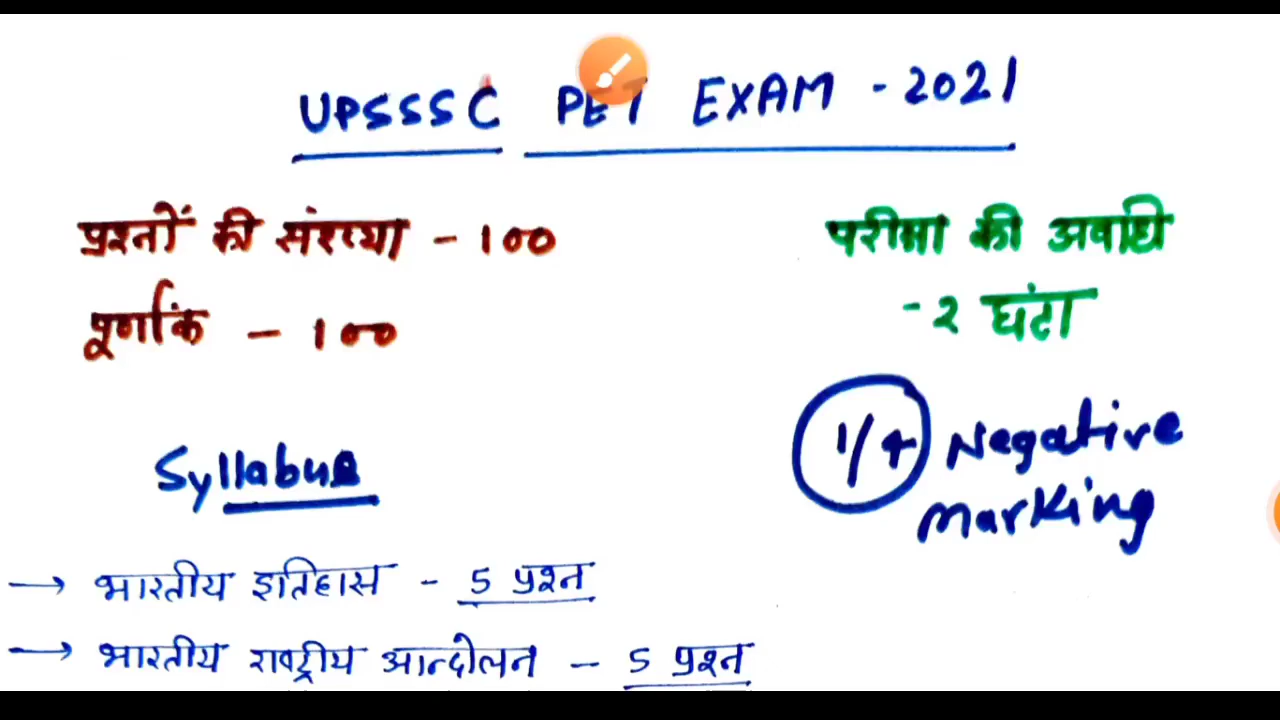 UPSSSC PET EXAM - 2021
प्रश्नों की संख्या - 100
परीक्षा की अवधि
- 2 घंटा
पूर्णांक - 100
1/4 Negative
Marking
Syllabus
→ भारतीय इतिहास - 5 प्रश्न
→ भारतीय राष्ट्रीय आन्दोलन - 5 प्रश्न